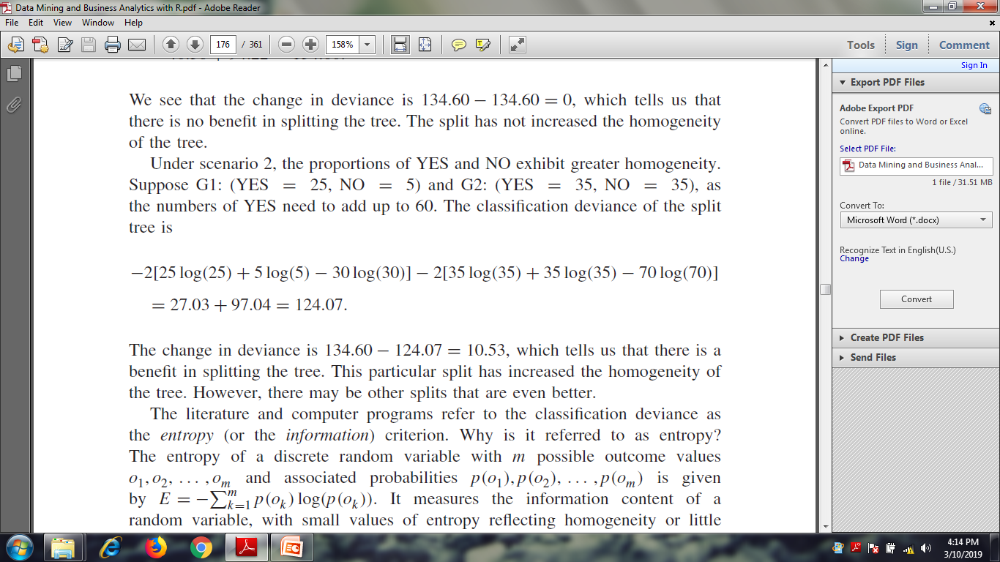 Data Mining and Business Analytics with R.pdf - Adobe Reader
File Edit View Window Help
176 / 361 158% Tools Sign Comment
Sign In
We see that the change in deviance is 134.60 − 134.60 = 0, which tells us that
there is no benefit in splitting the tree. The split has not increased the homogeneity
of the tree.
Under scenario 2, the proportions of YES and NO exhibit greater homogeneity.
Suppose G1: (YES = 25, NO = 5) and G2: (YES = 35, NO = 35), as
the numbers of YES need to add up to 60. The classification deviance of the split
tree is
−2[25 log(25) + 5 log(5) − 30 log(30)] − 2[35 log(35) + 35 log(35) − 70 log(70)]
= 27.03 + 97.04 = 124.07.
The change in deviance is 134.60 − 124.07 = 10.53, which tells us that there is a
benefit in splitting the tree. This particular split has increased the homogeneity of
the tree. However, there may be other splits that are even better.
The literature and computer programs refer to the classification deviance as
the entropy (or the information) criterion. Why is it referred to as entropy?
The entropy of a discrete random variable with m possible outcome values
o₁, o₂, … , oₘ and associated probabilities p(o₁), p(o₂), … , p(oₘ) is given
by E = −∑ᵐₖ₌₁ p(oₖ) log(p(oₖ)). It measures the information content of a
random variable, with small values of entropy reflecting homogeneity or little
Export PDF Files
Adobe Export PDF
Convert PDF files to Word or Excel
online.
Select PDF File:
Data Mining and Business Anal...
1 file / 31.51 MB
Convert To:
Microsoft Word (*.docx)
Recognize Text in English(U.S.)
Change
Convert
Create PDF Files
Send Files
4:14 PM
3/10/2019